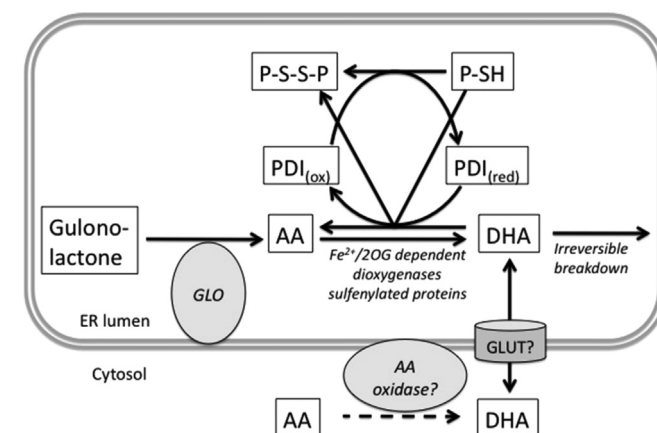 P-S-S-P
P-SH
PDI(ox)
PDI(red)
Gulono-
lactone
AA
DHA
Fe²⁺/2OG dependent
dioxygenases
sulfenylated proteins
Irreversible
breakdown
GLO
ER lumen
GLUT?
Cytosol
AA
oxidase?
AA
DHA